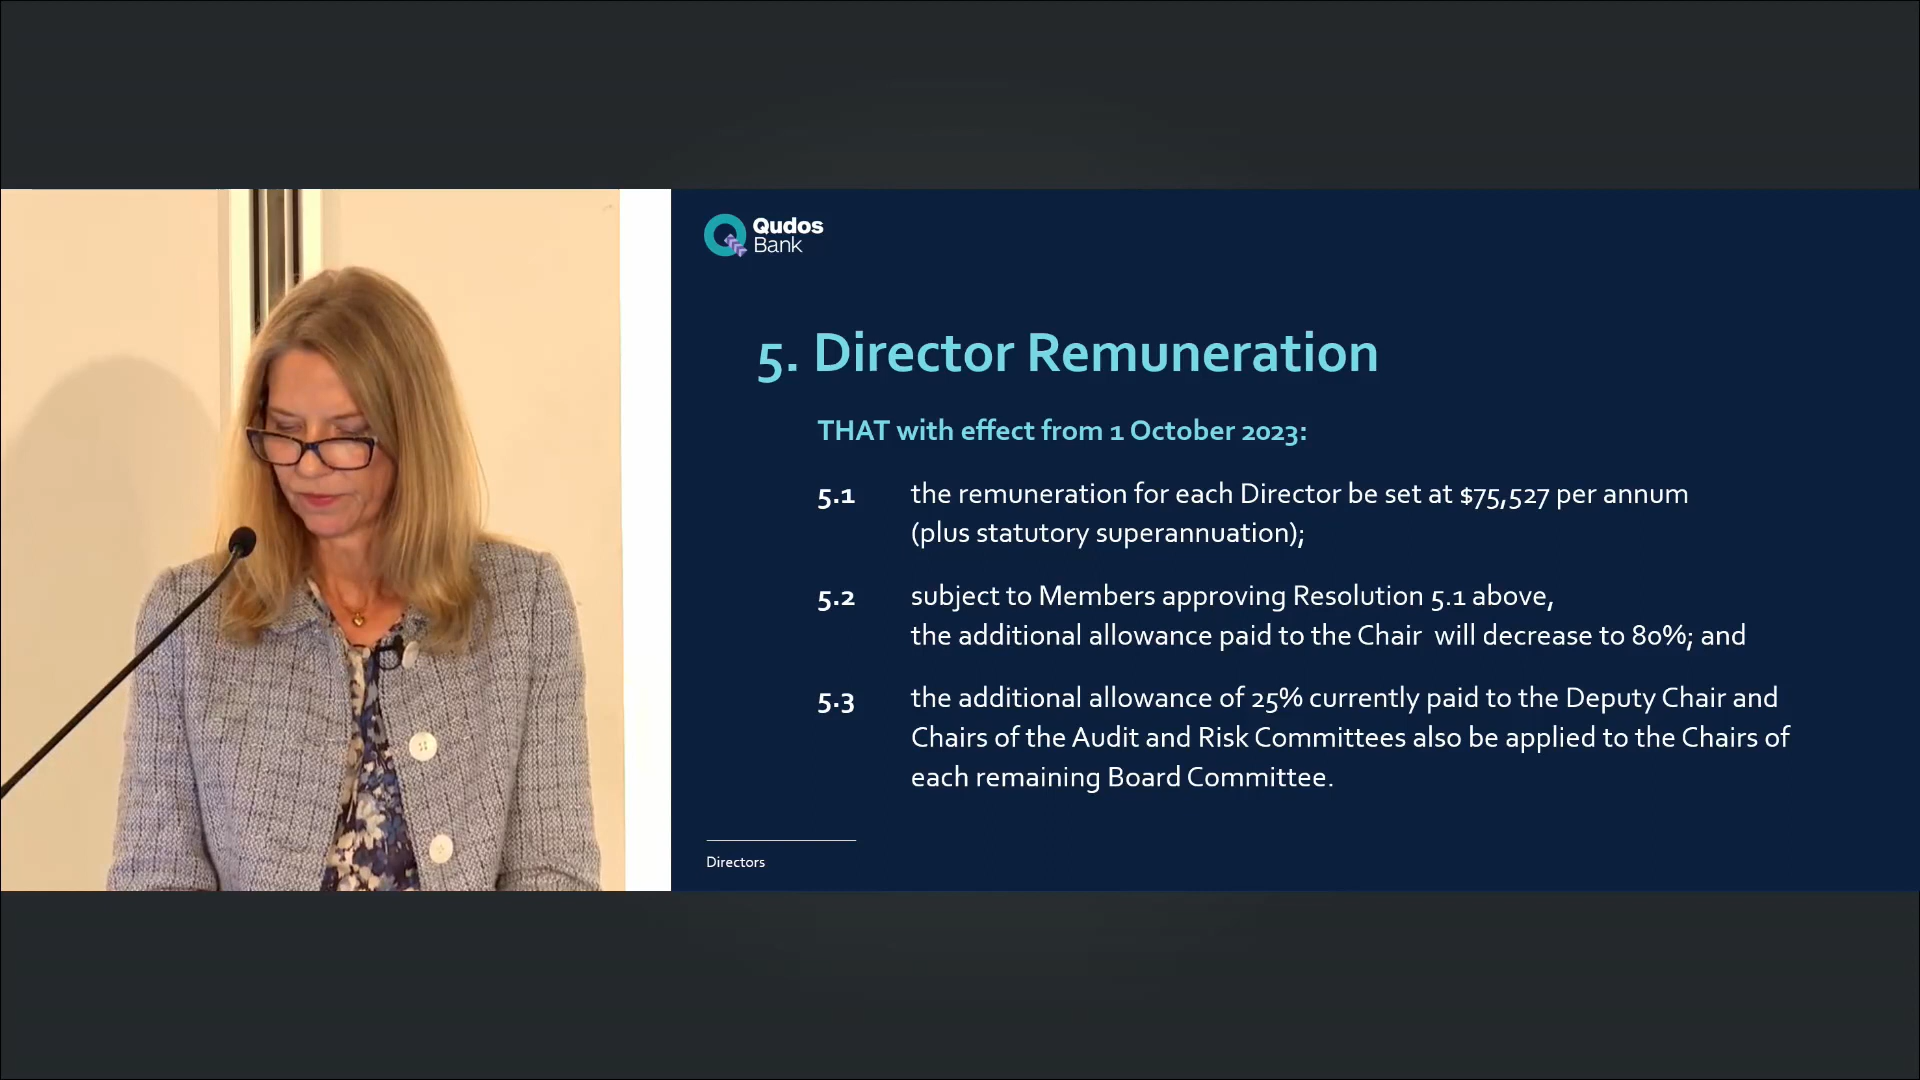 Qudos
Bank
5. Director Remuneration
THAT with effect from 1 October 2023:
5.1 the remuneration for each Director be set at $75,527 per annum
(plus statutory superannuation);
5.2 subject to Members approving Resolution 5.1 above,
the additional allowance paid to the Chair will decrease to 80%; and
5.3 the additional allowance of 25% currently paid to the Deputy Chair and
Chairs of the Audit and Risk Committees also be applied to the Chairs of
each remaining Board Committee.
Directors